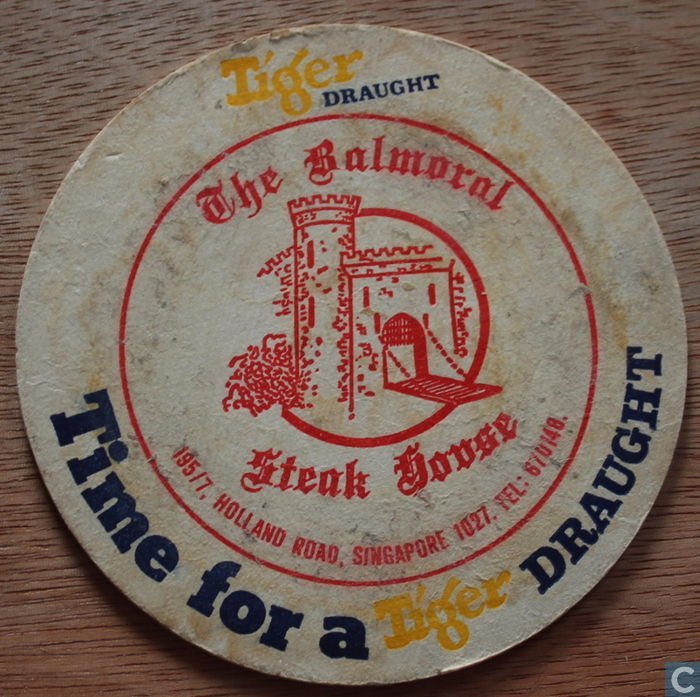 Tiger
DRAUGHT
The Balmoral
Steak House
195/7, HOLLAND ROAD, SINGAPORE 1027. TEL: 670148.
Time for a Tiger DRAUGHT
C